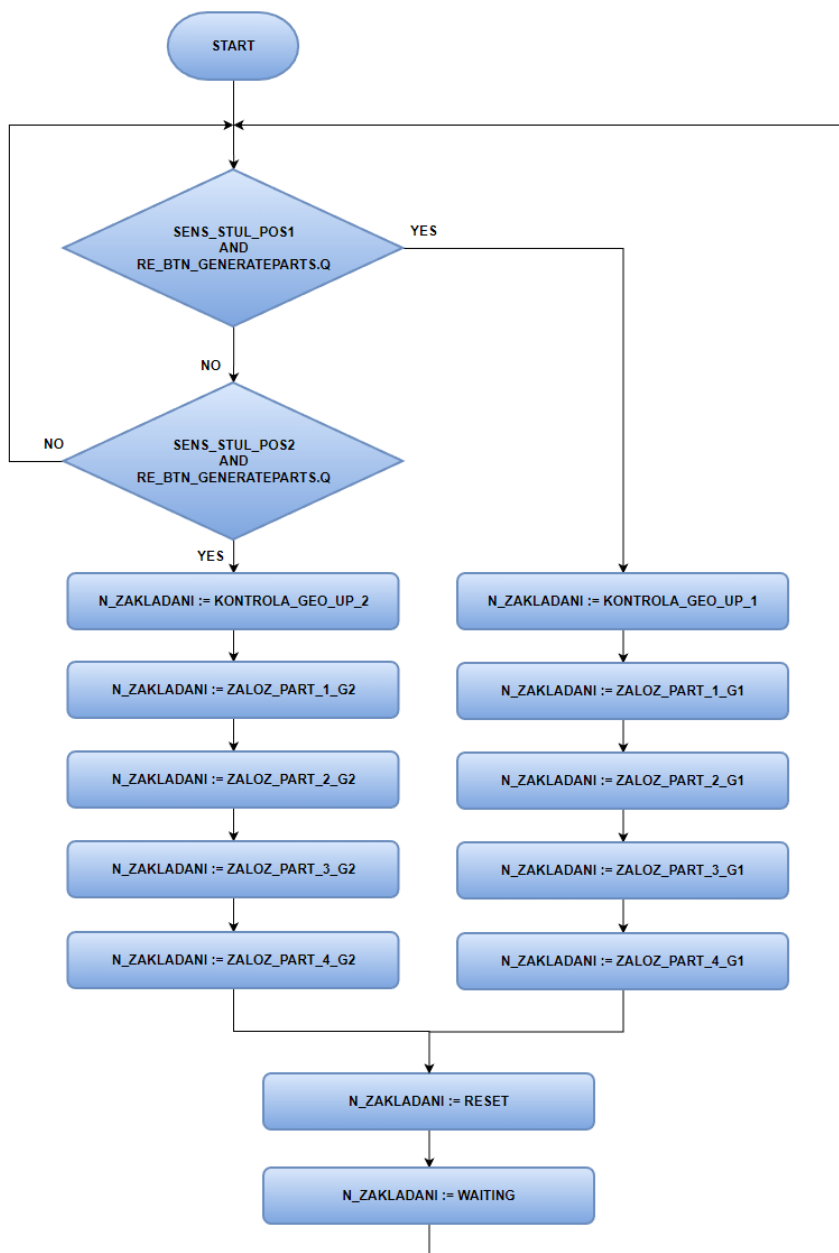 START
SENS_STUL_POS1
AND
RE_BTN_GENERATEPARTS.Q
YES
NO
SENS_STUL_POS2
AND
RE_BTN_GENERATEPARTS.Q
NO
YES
N_ZAKLADANI := KONTROLA_GEO_UP_2
N_ZAKLADANI := KONTROLA_GEO_UP_1
N_ZAKLADANI := ZALOZ_PART_1_G2
N_ZAKLADANI := ZALOZ_PART_1_G1
N_ZAKLADANI := ZALOZ_PART_2_G2
N_ZAKLADANI := ZALOZ_PART_2_G1
N_ZAKLADANI := ZALOZ_PART_3_G2
N_ZAKLADANI := ZALOZ_PART_3_G1
N_ZAKLADANI := ZALOZ_PART_4_G2
N_ZAKLADANI := ZALOZ_PART_4_G1
N_ZAKLADANI := RESET
N_ZAKLADANI := WAITING